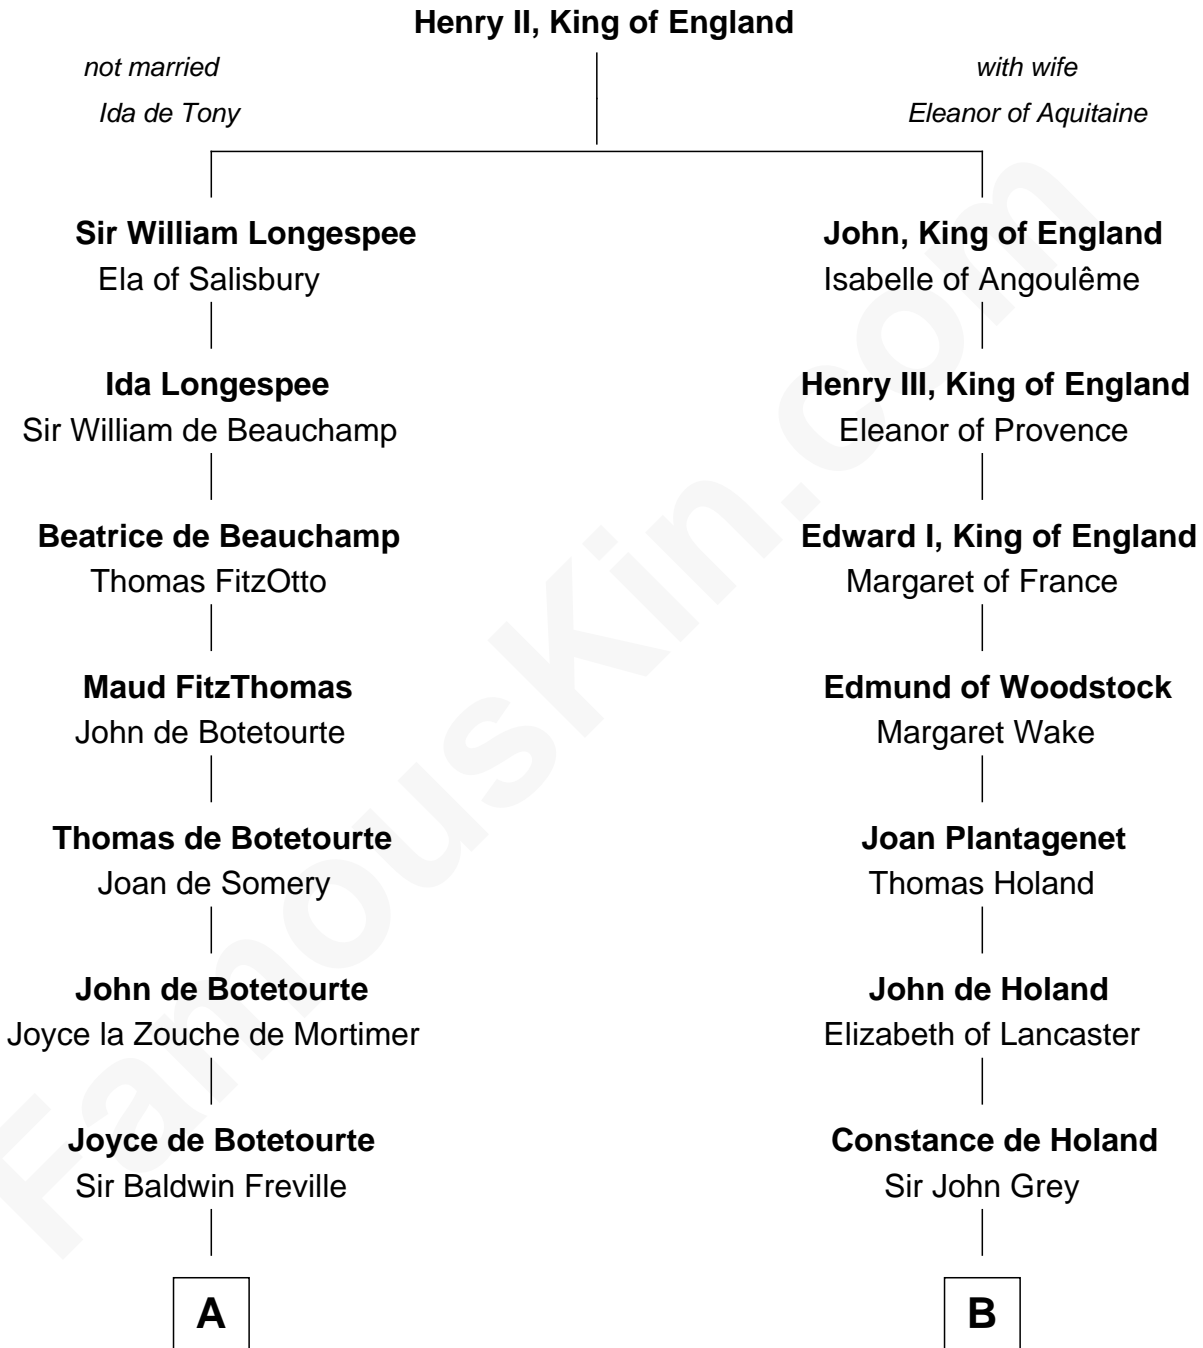 Henry II, King of England
not married
with wife
Ida de Tony
Eleanor of Aquitaine
Sir William Longespee
John, King of England
Ela of Salisbury
Isabelle of Angoulême
Ida Longespee
Henry III, King of England
Sir William de Beauchamp
Eleanor of Provence
Beatrice de Beauchamp
Edward I, King of England
Thomas FitzOtto
Margaret of France
Maud FitzThomas
Edmund of Woodstock
John de Botetourte
Margaret Wake
Thomas de Botetourte
Joan Plantagenet
Joan de Somery
Thomas Holand
John de Botetourte
John de Holand
Joyce la Zouche de Mortimer
Elizabeth of Lancaster
Joyce de Botetourte
Constance de Holand
Sir Baldwin Freville
Sir John Grey
A
B
FamousKin.com